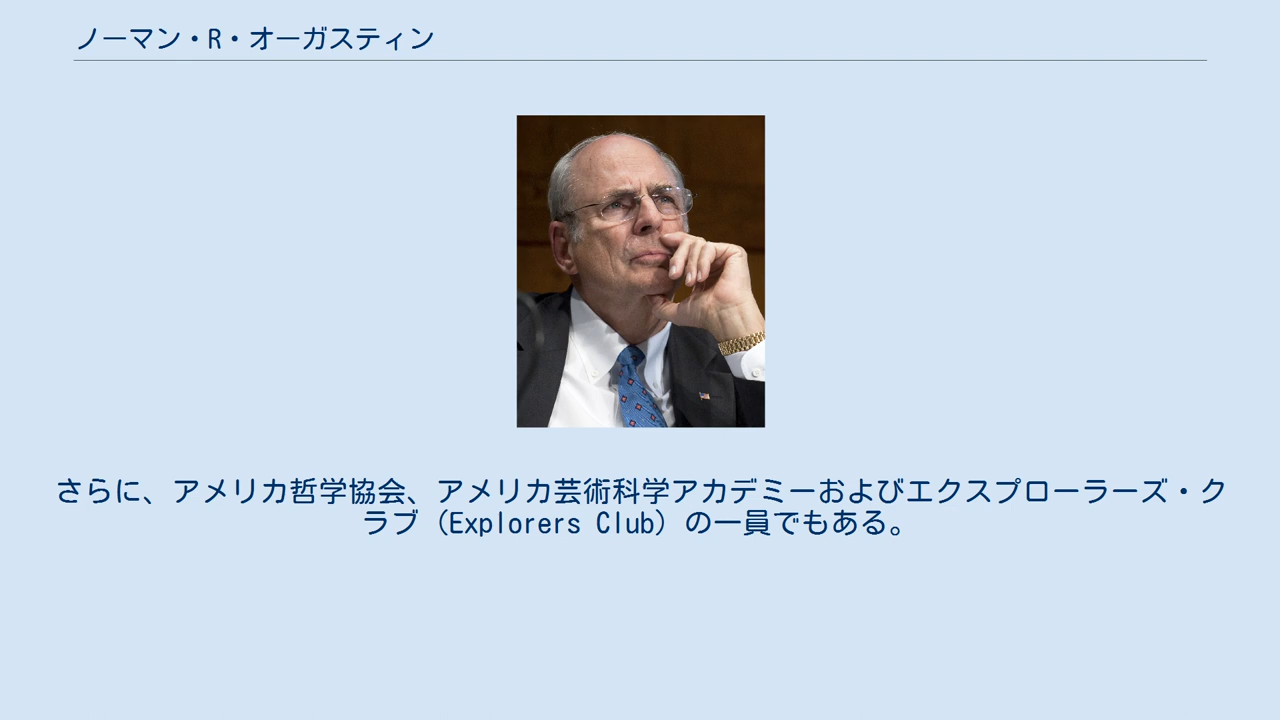 ノーマン・R・オーガスティン
さらに、アメリカ哲学協会、アメリカ芸術科学アカデミーおよびエクスプローラーズ・ク
ラブ（Explorers Club）の一員でもある。